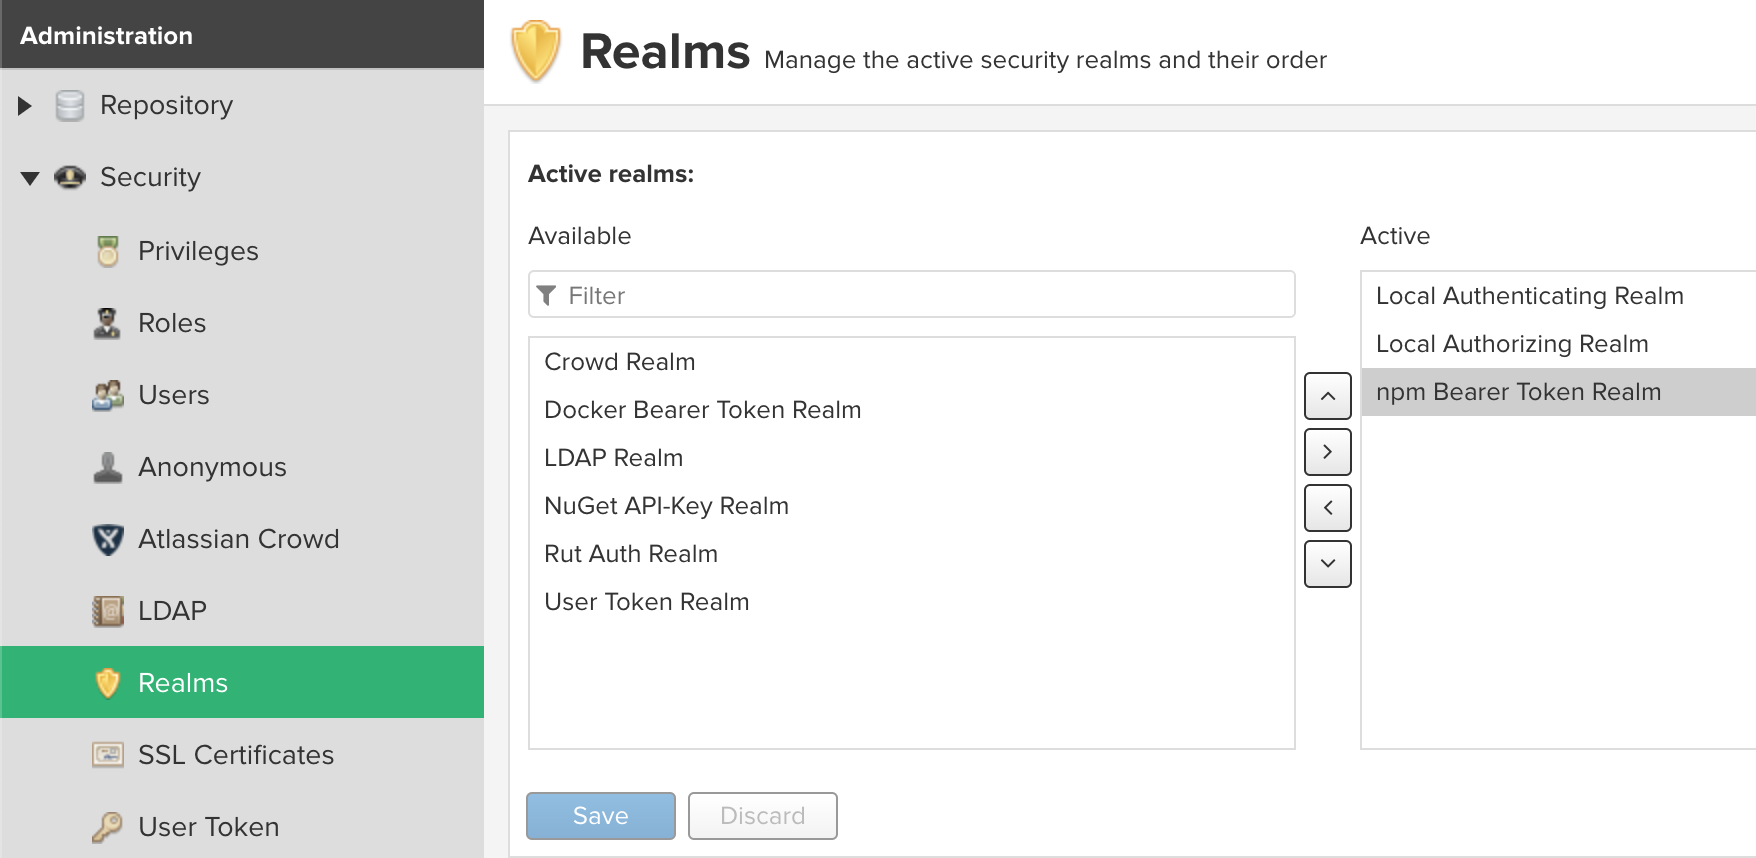 Administration
Repository
Security
Privileges
Roles
Users
Anonymous
Atlassian Crowd
LDAP
Realms
SSL Certificates
User Token
Realms Manage the active security realms and their order
Active realms:
Available
Filter
Crowd Realm
Docker Bearer Token Realm
LDAP Realm
NuGet API-Key Realm
Rut Auth Realm
User Token Realm
Active
Local Authenticating Realm
Local Authorizing Realm
npm Bearer Token Realm
Save
Discard